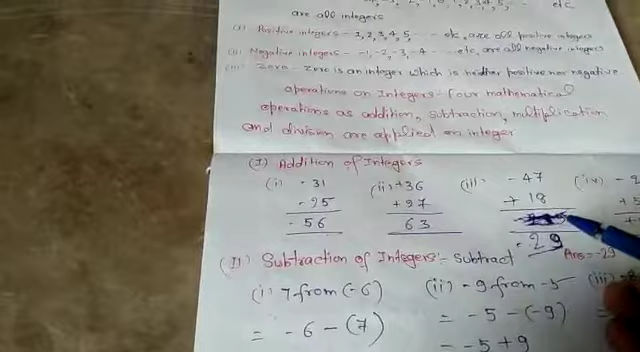 etc
are all integers
(i) Positive integers - 1, 2, 3, 4, 5, - - - etc, are all positive integers
(ii) Negative integers - -1, -2, -3, -4 - - - etc, are all negative integers
(iii) Zero - Zero is an integer which is neither positive nor negative
operations on Integers - four mathematical
operations as addition, subtraction, multiplication
and division are applied on integer
(I) Addition of Integers
(i) - 31 (ii) +36 (iii) - 47 (iv)
- 25 + 27 + 18
- 56 63
- 29
Ans = -29
(II) Subtraction of Integers - Subtract
(i) 7 from (-6) (ii) - 9 from -5 (iii)
= - 6 - (7) = - 5 - (-9) =
= - 5 + 9